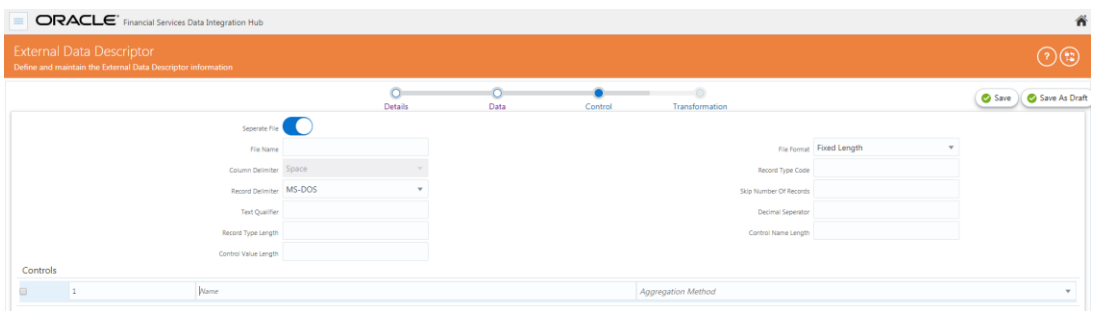 ORACLE® Financial Services Data Integration Hub
External Data Descriptor
Define and maintain the External Data Descriptor information
?
Details Data Control Transformation
Save Save As Draft
Seperate File
File Name
File Format Fixed Length
Column Delimiter Space
Record Type Code
Record Delimiter MS-DOS
Skip Number Of Records
Text Qualifier
Decimal Seperator
Record Type Length
Control Name Length
Control Value Length
Controls
1 Name Aggregation Method